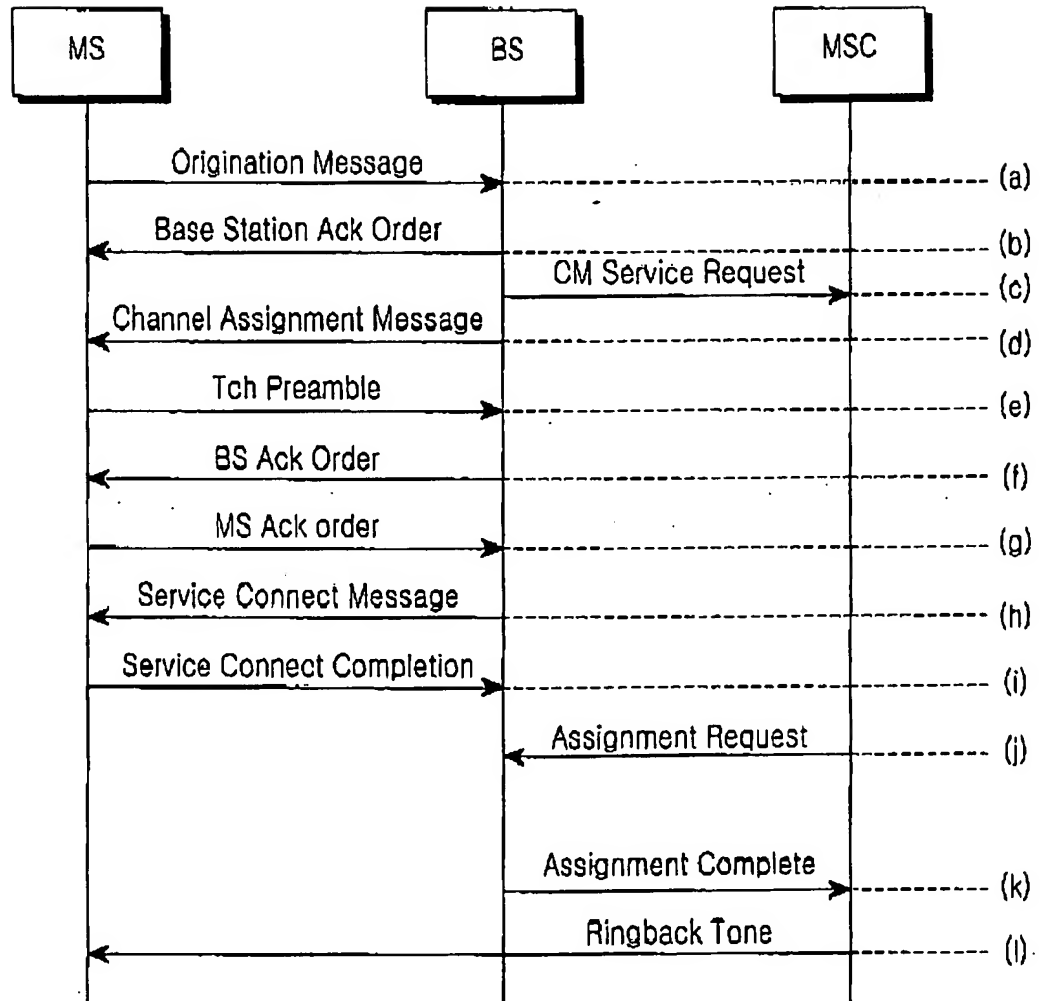 MS BS MSC
Origination Message (a)
Base Station Ack Order (b)
CM Service Request (c)
Channel Assignment Message (d)
Tch Preamble (e)
BS Ack Order (f)
MS Ack order (g)
Service Connect Message (h)
Service Connect Completion (i)
Assignment Request (j)
Assignment Complete (k)
Ringback Tone (l)